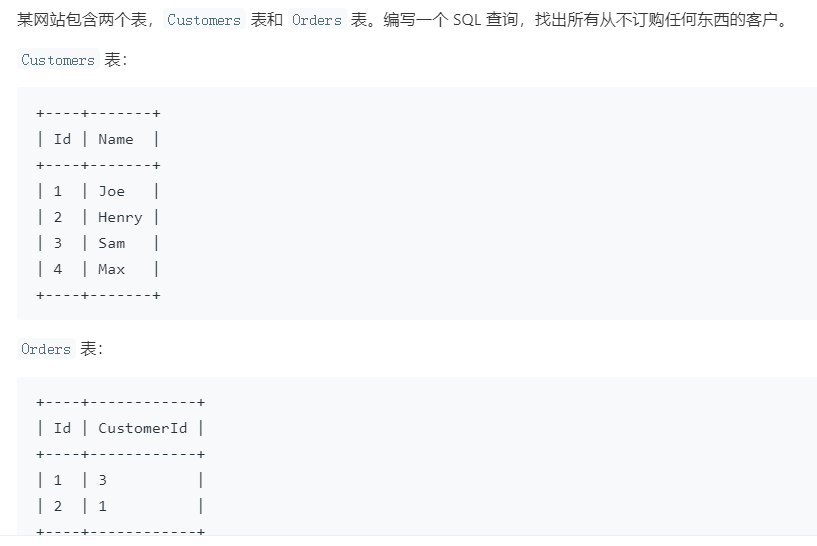 某网站包含两个表，Customers 表和 Orders 表。编写一个 SQL 查询，找出所有从不订购任何东西的客户。
Customers 表：
+----+-------+
| Id | Name  |
+----+-------+
| 1  | Joe   |
| 2  | Henry |
| 3  | Sam   |
| 4  | Max   |
+----+-------+
Orders 表：
+----+------------+
| Id | CustomerId |
+----+------------+
| 1  | 3          |
| 2  | 1          |
+----+------------+